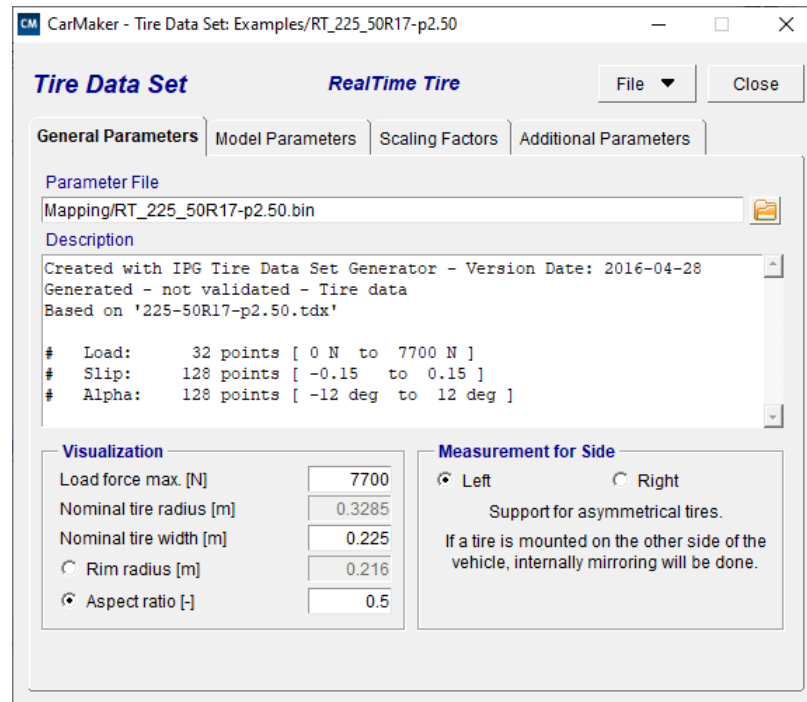 CM CarMaker - Tire Data Set: Examples/RT_225_50R17-p2.50
Tire Data Set RealTime Tire File Close
General Parameters Model Parameters Scaling Factors Additional Parameters
Parameter File
Mapping/RT_225_50R17-p2.50.bin
Description
Created with IPG Tire Data Set Generator - Version Date: 2016-04-28
Generated - not validated - Tire data
Based on '225-50R17-p2.50.tdx'
# Load: 32 points [ 0 N to 7700 N ]
# Slip: 128 points [ -0.15 to 0.15 ]
# Alpha: 128 points [ -12 deg to 12 deg ]
Visualization
Load force max. [N] 7700
Nominal tire radius [m] 0.3285
Nominal tire width [m] 0.225
Rim radius [m] 0.216
Aspect ratio [-] 0.5
Measurement for Side
Left Right
Support for asymmetrical tires.
If a tire is mounted on the other side of the
vehicle, internally mirroring will be done.